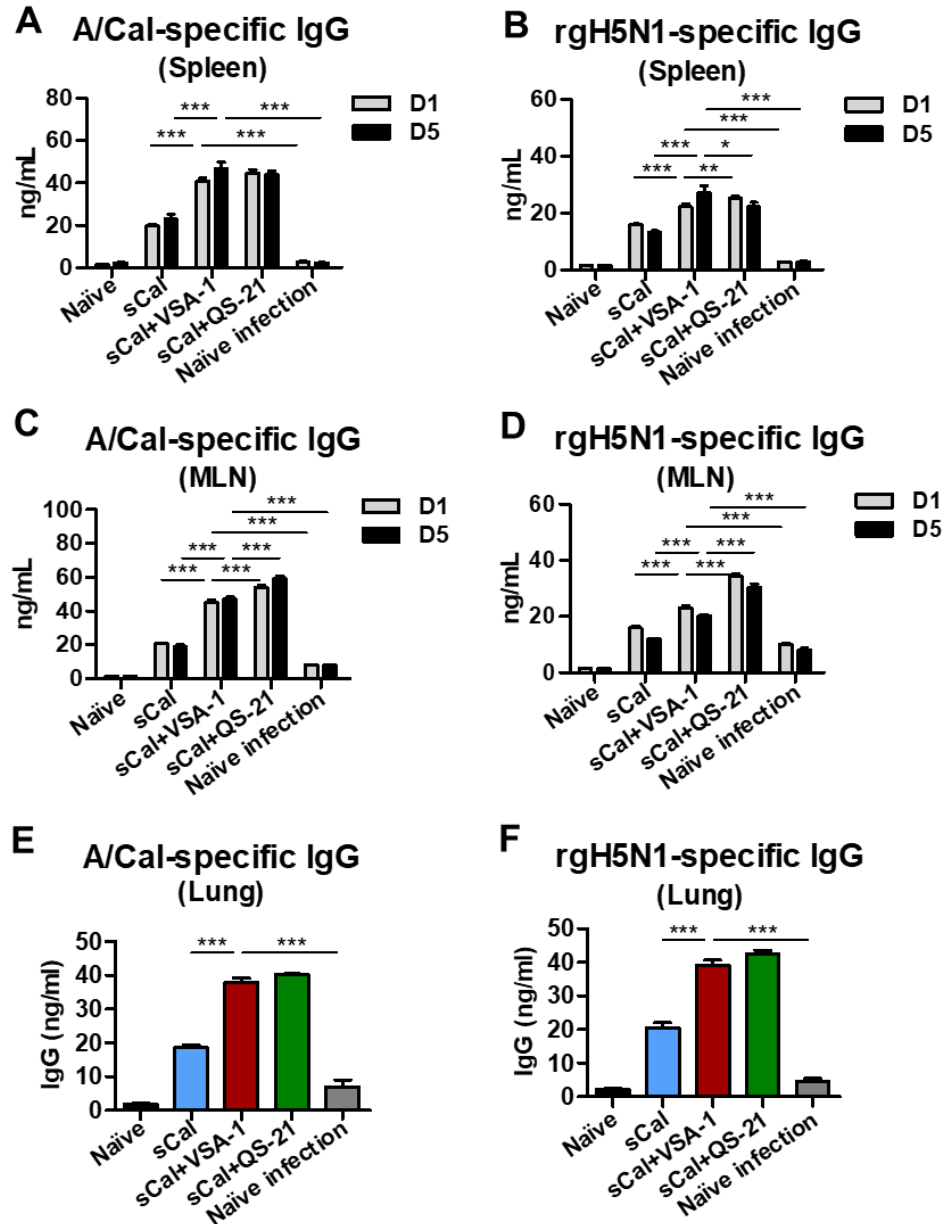 A
A/Cal-specific IgG
(Spleen)
80
60
40
20
0
ng/mL
*** ***
*** ***
D1
D5
Naïve
sCal
sCal+VSA-1
sCal+QS-21
Naïve infection
B
rgH5N1-specific IgG
(Spleen)
60
40
20
0
ng/mL
***
***
*** *
*** **
D1
D5
Naïve
sCal
sCal+VSA-1
sCal+QS-21
Naïve infection
C
A/Cal-specific IgG
(MLN)
100
80
60
40
20
0
ng/mL
***
***
*** ***
*** ***
D1
D5
Naïve
sCal
sCal+VSA-1
sCal+QS-21
Naïve infection
D
rgH5N1-specific IgG
(MLN)
60
40
20
0
ng/mL
***
***
*** ***
*** ***
D1
D5
Naïve
sCal
sCal+VSA-1
sCal+QS-21
Naïve infection
E
A/Cal-specific IgG
(Lung)
50
40
30
20
10
0
IgG (ng/ml)
*** ***
Naïve
sCal
sCal+VSA-1
sCal+QS-21
Naïve infection
F
rgH5N1-specific IgG
(Lung)
50
40
30
20
10
0
IgG (ng/ml)
*** ***
Naïve
sCal
sCal+VSA-1
sCal+QS-21
Naïve infection